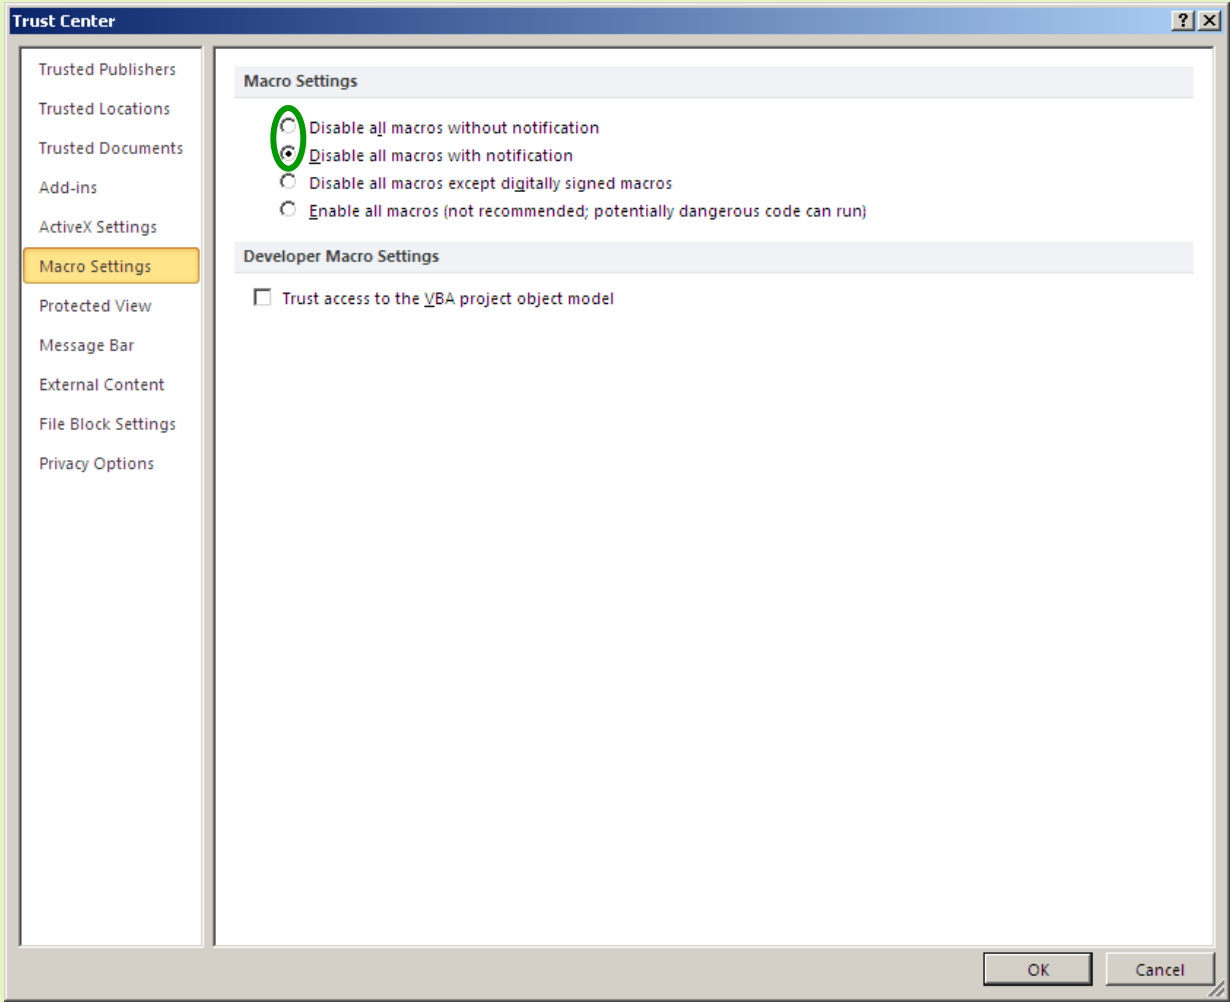 Trust Center
Trusted Publishers
Trusted Locations
Trusted Documents
Add-ins
ActiveX Settings
Macro Settings
Protected View
Message Bar
External Content
File Block Settings
Privacy Options
Macro Settings
Disable all macros without notification
Disable all macros with notification
Disable all macros except digitally signed macros
Enable all macros (not recommended; potentially dangerous code can run)
Developer Macro Settings
Trust access to the VBA project object model
OK
Cancel